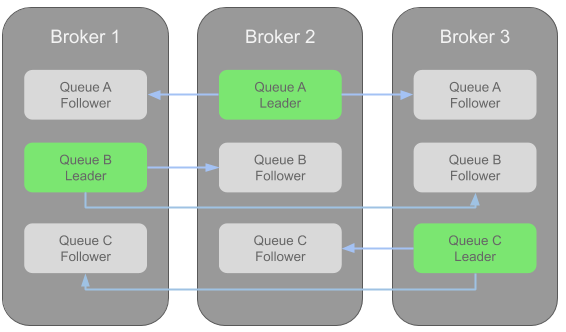 Broker 1
Queue A
Follower
Queue B
Leader
Queue C
Follower
Broker 2
Queue A
Leader
Queue B
Follower
Queue C
Follower
Broker 3
Queue A
Follower
Queue B
Follower
Queue C
Leader